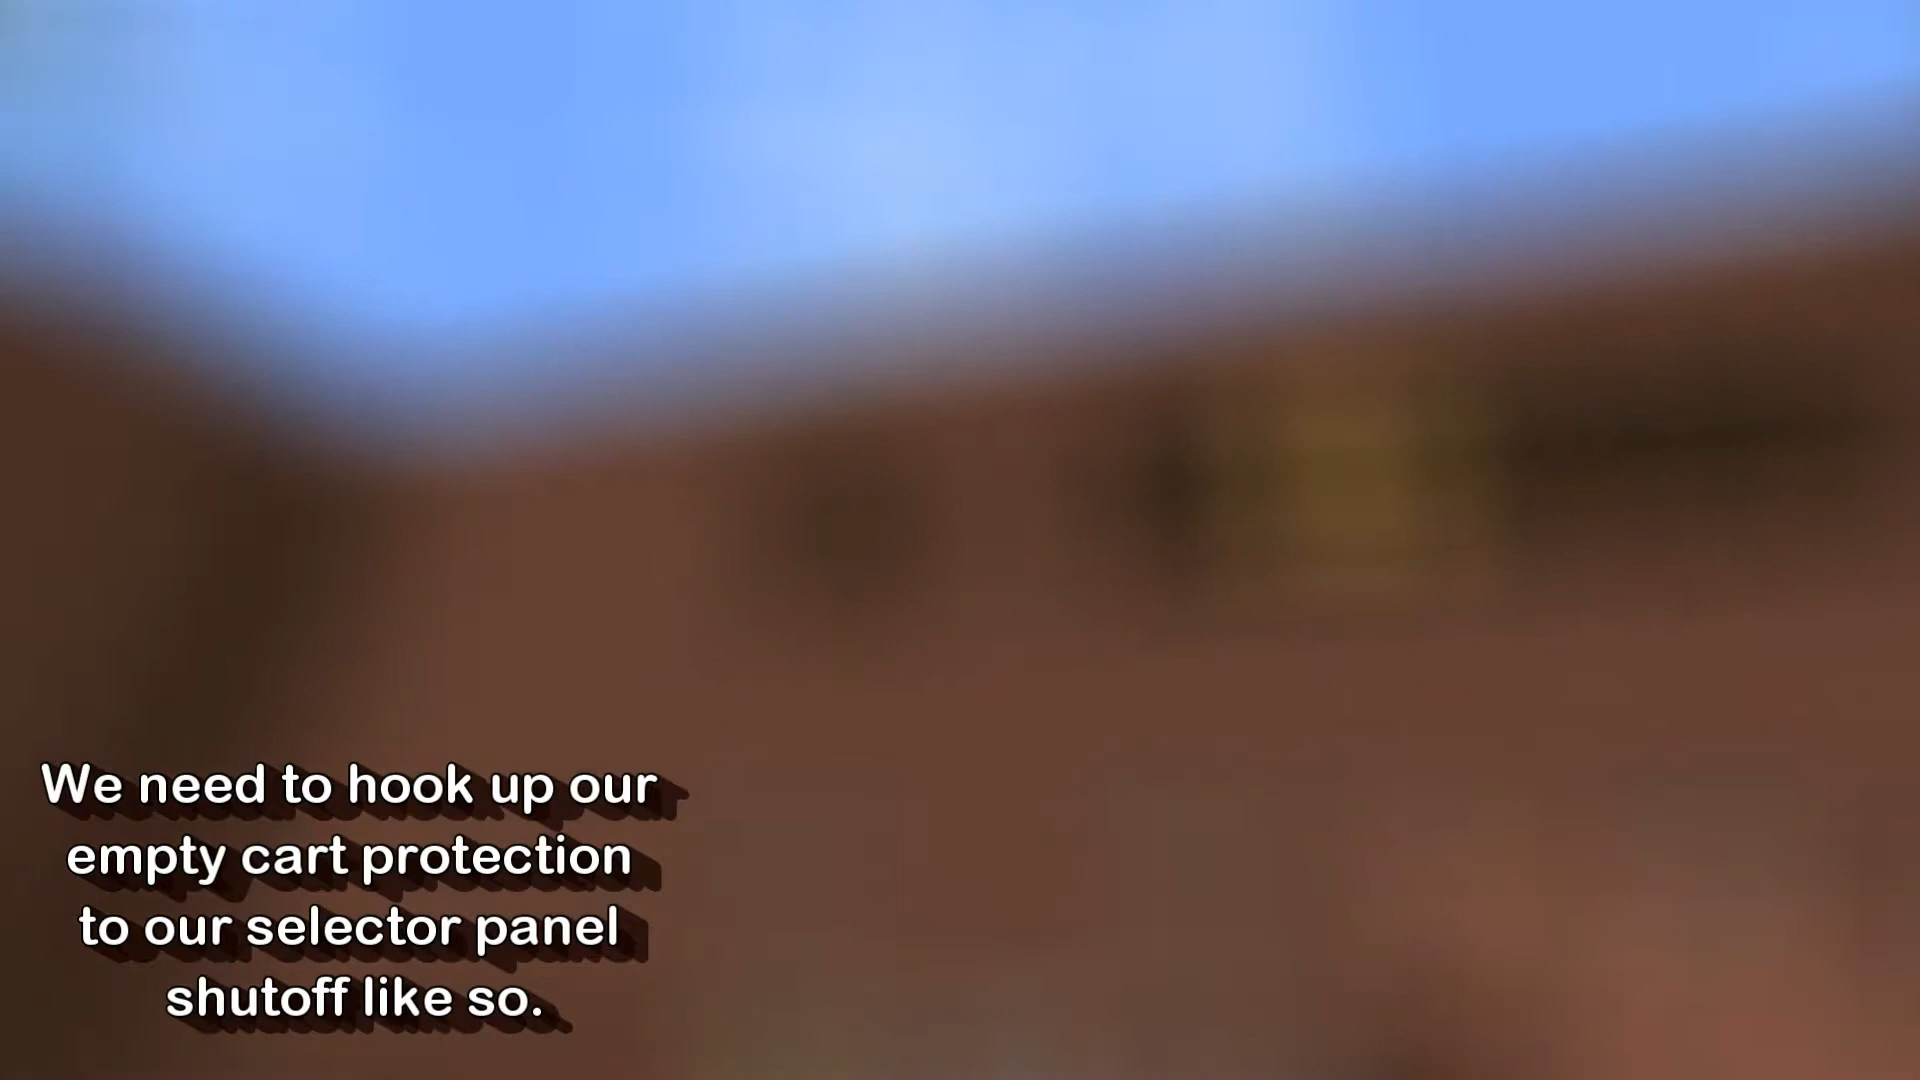 We need to hook up our
empty cart protection
to our selector panel
shutoff like so.